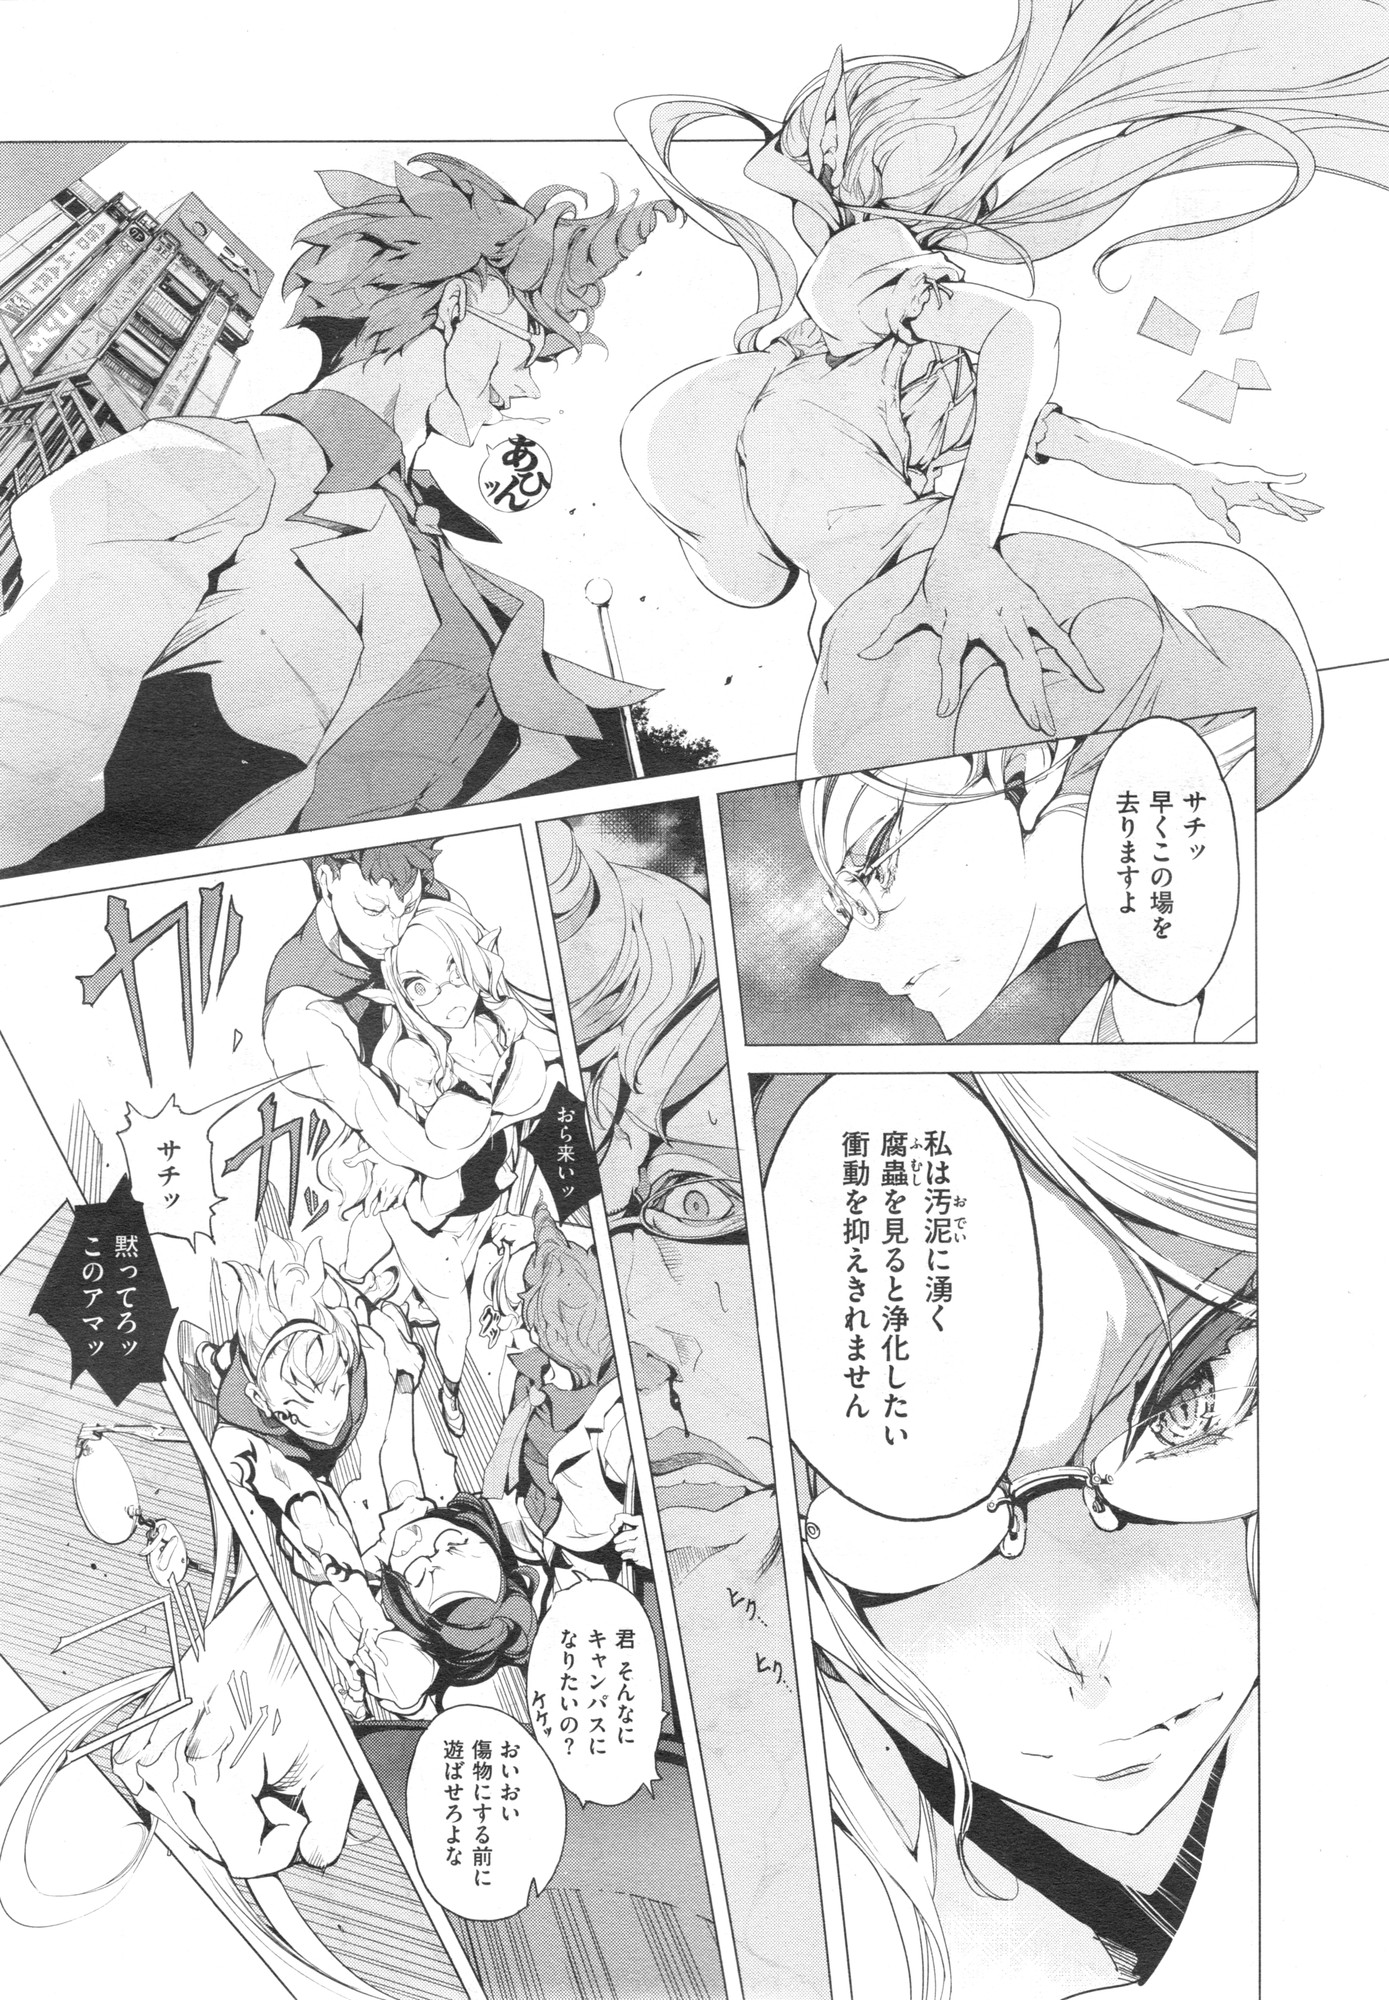 あひんッ
サチッ
早くこの場を
去りますよ
私は汚泥に湧く
腐蟲を見ると浄化したい
衝動を抑えきれません
おでい
ふむし
ヒク…
ヒク…
おら来いッ
ガッ
ガッ
サチッ
黙ってろッ
このアマッ
君 そんなに
キャンパスに
なりたいの？
ケケッ
おいおい
傷物にする前に
遊ばせろよな